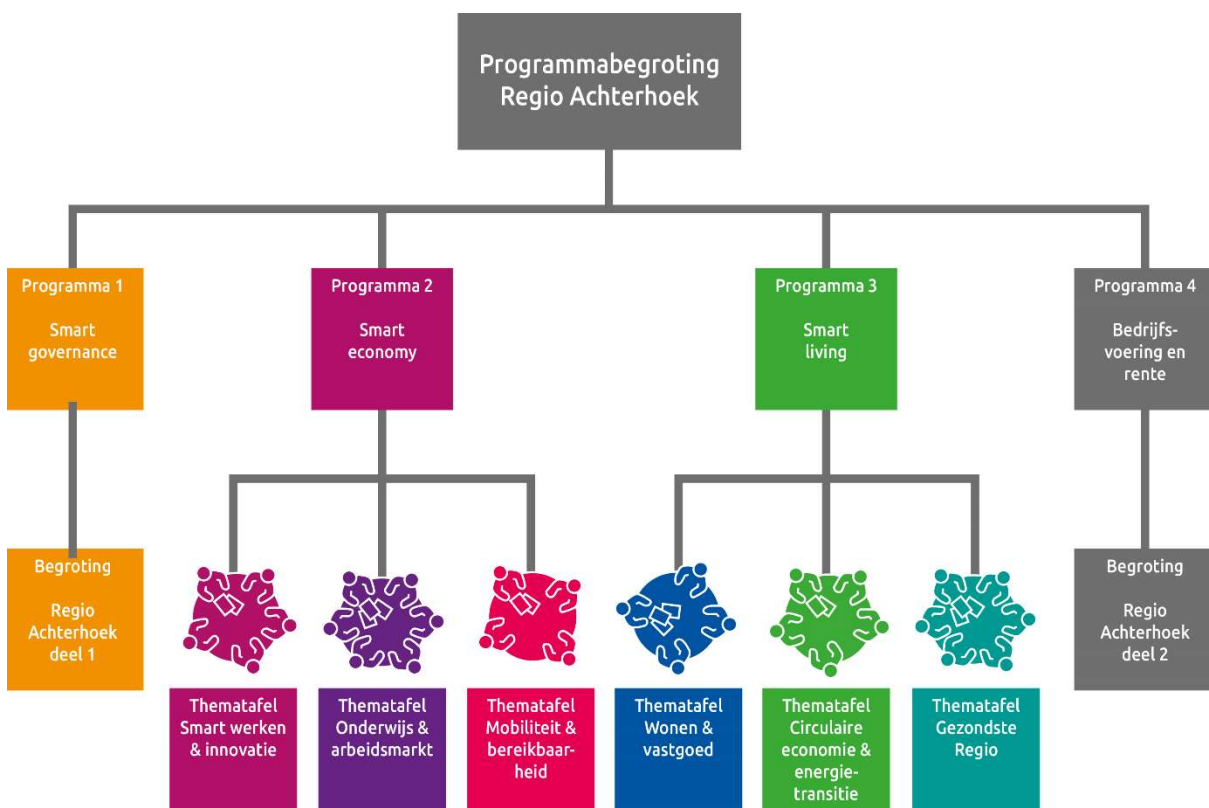 Programmabegroting
Regio Achterhoek
Programma 1
Smart
governance
Programma 2
Smart
economy
Programma 3
Smart
living
Programma 4
Bedrijfs-
voering en
rente
Begroting
Regio
Achterhoek
deel 1
Begroting
Regio
Achterhoek
deel 2
Thematafel
Smart werken
& innovatie
Thematafel
Onderwijs &
arbeidsmarkt
Thematafel
Mobiliteit &
bereikbaar-
heid
Thematafel
Wonen &
vastgoed
Thematafel
Circulaire
economie &
energie-
transitie
Thematafel
Gezondste
Regio